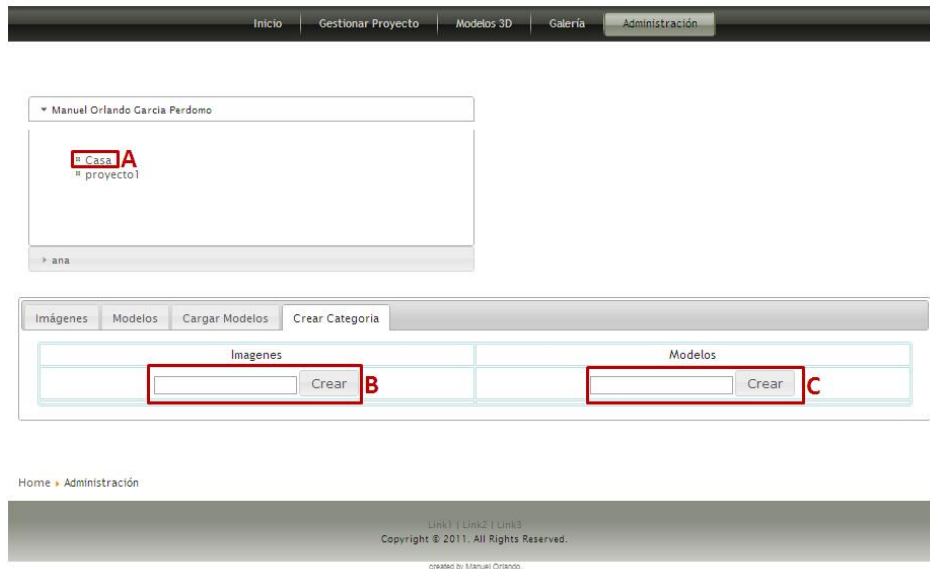 Inicio Gestionar Proyecto Modelos 3D Galería Administración
Manuel Orlando Garcia Perdomo
Casa A
proyecto1
ana
Imágenes Modelos Cargar Modelos Crear Categoria
Imagenes Modelos
Crear B Crear C
Home Administración
Link1 | Link2 | Link3
Copyright © 2011. All Rights Reserved.
created by Manuel Orlando.